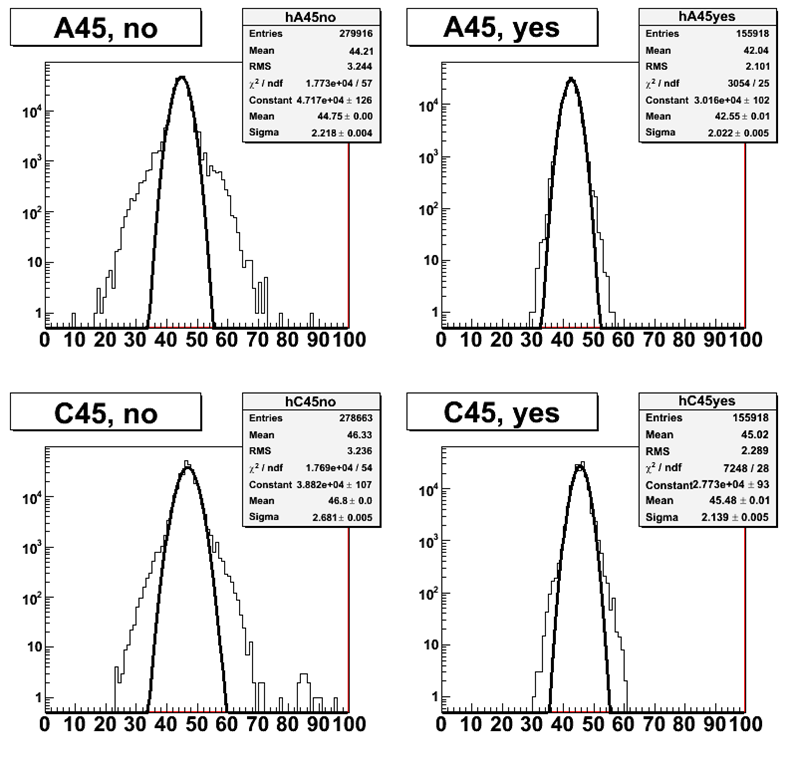 A45, no
hA45no
Entries 279916
Mean 44.21
RMS 3.244
χ² / ndf 1.773e+04 / 57
Constant 4.717e+04 ± 126
Mean 44.75 ± 0.00
Sigma 2.218 ± 0.004
10⁴
10³
10²
10
1
0 10 20 30 40 50 60 70 80 90 100
A45, yes
hA45yes
Entries 155918
Mean 42.04
RMS 2.101
χ² / ndf 3054 / 25
Constant 3.016e+04 ± 102
Mean 42.55 ± 0.01
Sigma 2.022 ± 0.005
10⁴
10³
10²
10
1
0 10 20 30 40 50 60 70 80 90 100
C45, no
hC45no
Entries 278663
Mean 46.33
RMS 3.236
χ² / ndf 1.769e+04 / 54
Constant 3.882e+04 ± 107
Mean 46.8 ± 0.0
Sigma 2.681 ± 0.005
10⁴
10³
10²
10
1
0 10 20 30 40 50 60 70 80 90 100
C45, yes
hC45yes
Entries 155918
Mean 45.02
RMS 2.289
χ² / ndf 7248 / 28
Constant 2.773e+04 ± 93
Mean 45.48 ± 0.01
Sigma 2.139 ± 0.005
10⁴
10³
10²
10
1
0 10 20 30 40 50 60 70 80 90 100